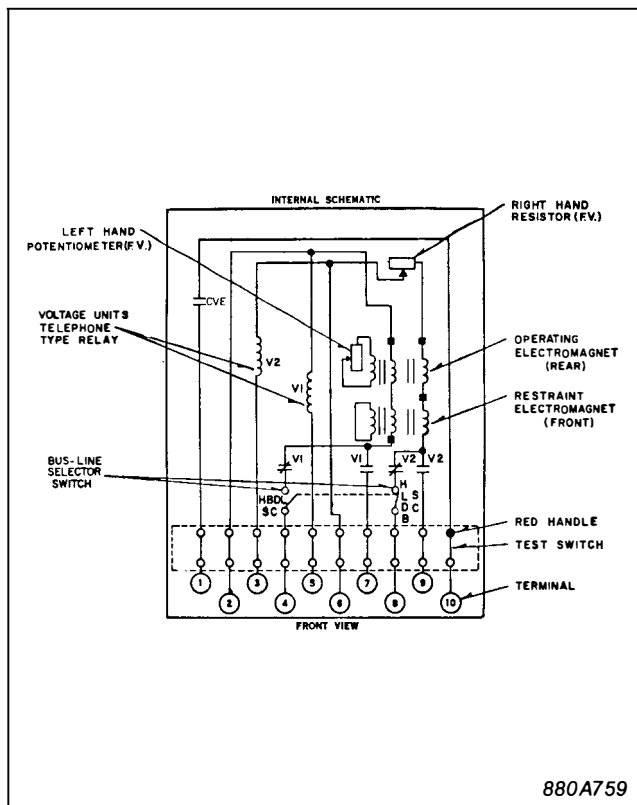 INTERNAL SCHEMATIC
RIGHT HAND
RESISTOR (F.V.)
LEFT HAND
POTENTIOMETER(F.V.)
CVE
VOLTAGE UNITS
TELEPHONE
TYPE RELAY
V2
V1
OPERATING
ELECTROMAGNET
(REAR)
RESTRAINT
ELECTROMAGNET
(FRONT)
V1
V1
V2
V2
BUS-LINE
SELECTOR
SWITCH
HBDL
SC
H
L S
D C
B
RED HANDLE
TEST SWITCH
TERMINAL
1
3
5
7
9
2
4
6
8
10
FRONT VIEW
880A759